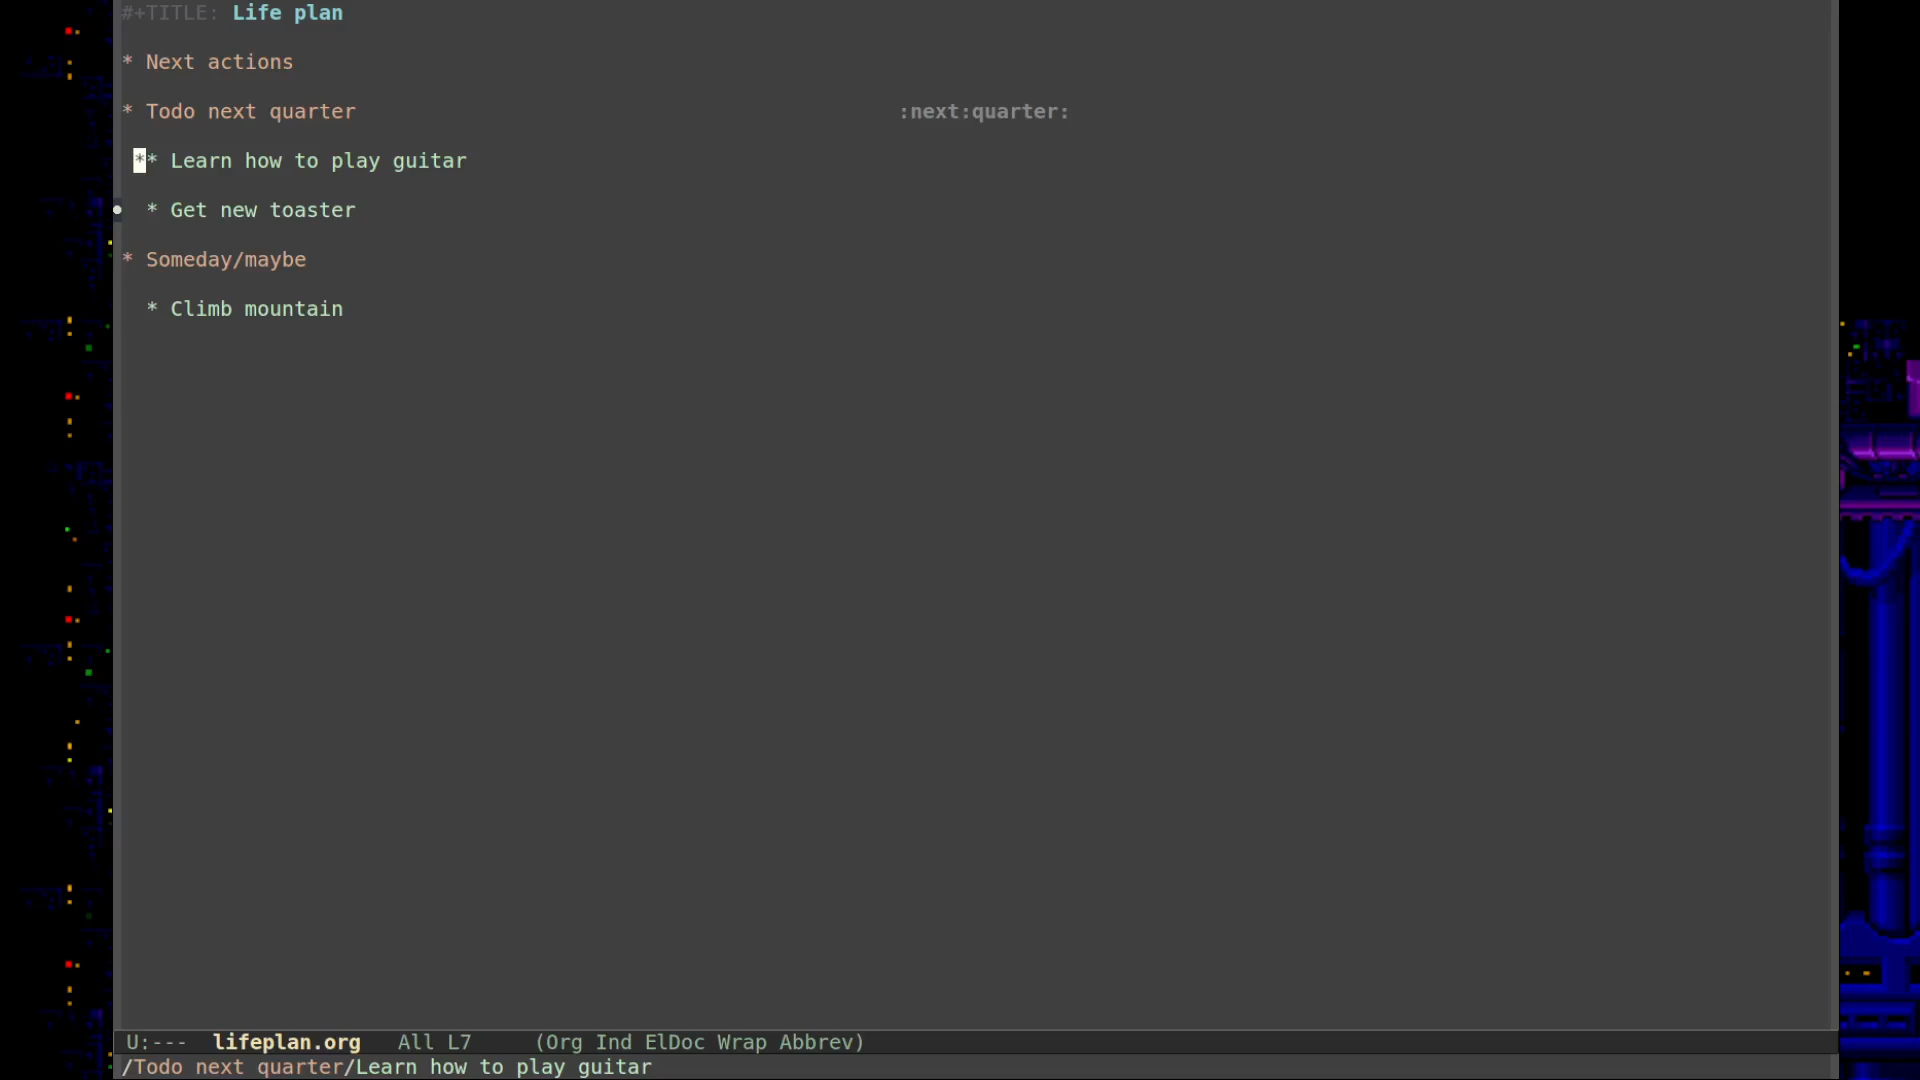 #+TITLE: Life plan
* Next actions
* Todo next quarter :next:quarter:
** Learn how to play guitar
* Get new toaster
* Someday/maybe
* Climb mountain
U:--- lifeplan.org All L7 (Org Ind ElDoc Wrap Abbrev)
/Todo next quarter/Learn how to play guitar